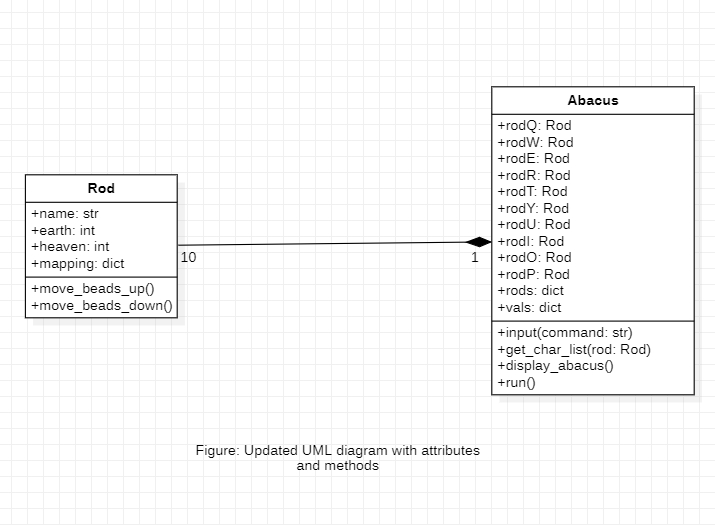 Rod
+name: str
+earth: int
+heaven: int
+mapping: dict
+move_beads_up()
+move_beads_down()
10
1
Abacus
+rodQ: Rod
+rodW: Rod
+rodE: Rod
+rodR: Rod
+rodT: Rod
+rodY: Rod
+rodU: Rod
+rodI: Rod
+rodO: Rod
+rodP: Rod
+rods: dict
+vals: dict
+input(command: str)
+get_char_list(rod: Rod)
+display_abacus()
+run()
Figure: Updated UML diagram with attributes
and methods